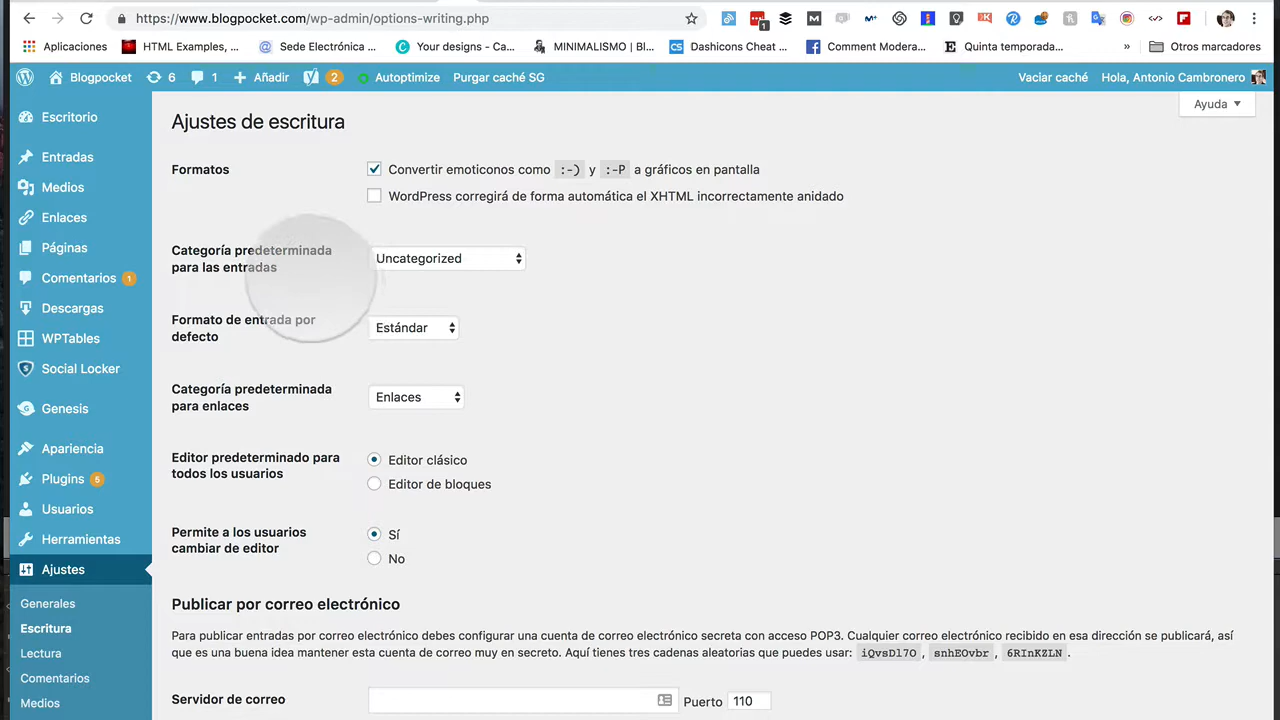 https://www.blogpocket.com/wp-admin/options-writing.php
1
Aplicaciones
HTML Examples, ...
Sede Electrónica ...
Your designs - Ca...
MINIMALISMO | Bl...
Dashicons Cheat ...
Comment Modera...
Quinta temporada...
»
Otros marcadores
Blogpocket
6
1
Añadir
2
Autoptimize
Purgar caché SG
Vaciar caché
Hola, Antonio Cambronero
Ayuda
Escritorio
Entradas
Medios
Enlaces
Páginas
Comentarios 1
Descargas
WPTables
Social Locker
Genesis
Apariencia
Plugins 5
Usuarios
Herramientas
Ajustes
Generales
Escritura
Lectura
Comentarios
Medios
Ajustes de escritura
Formatos
Convertir emoticonos como :-) y :-P a gráficos en pantalla
WordPress corregirá de forma automática el XHTML incorrectamente anidado
Categoría predeterminada
para las entradas
Uncategorized
Formato de entrada por
defecto
Estándar
Categoría predeterminada
para enlaces
Enlaces
Editor predeterminado para
todos los usuarios
Editor clásico
Editor de bloques
Permite a los usuarios
cambiar de editor
Sí
No
Publicar por correo electrónico
Para publicar entradas por correo electrónico debes configurar una cuenta de correo electrónico secreta con acceso POP3. Cualquier correo electrónico recibido en esa dirección se publicará, así
que es una buena idea mantener esta cuenta de correo muy en secreto. Aquí tienes tres cadenas aleatorias que puedes usar: iQvsDl7O , snhEOvbr , 6RInKZLN .
Servidor de correo
Puerto 110